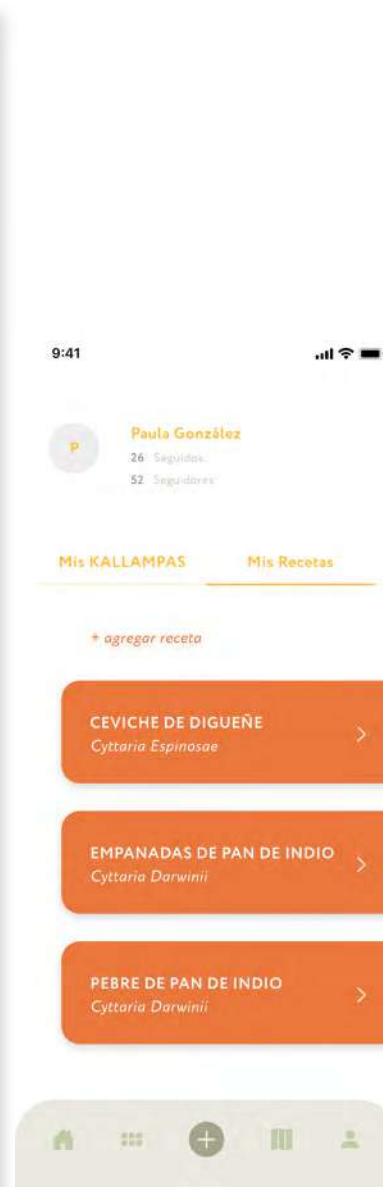 9:41
P
Paula González
26 Seguidos
52 Seguidores
Mis KALLAMPAS
Mis Recetas
+ agregar receta
CEVICHE DE DIGUEÑE
Cyttaria Espinosae
EMPANADAS DE PAN DE INDIO
Cyttaria Darwinii
PEBRE DE PAN DE INDIO
Cyttaria Darwinii